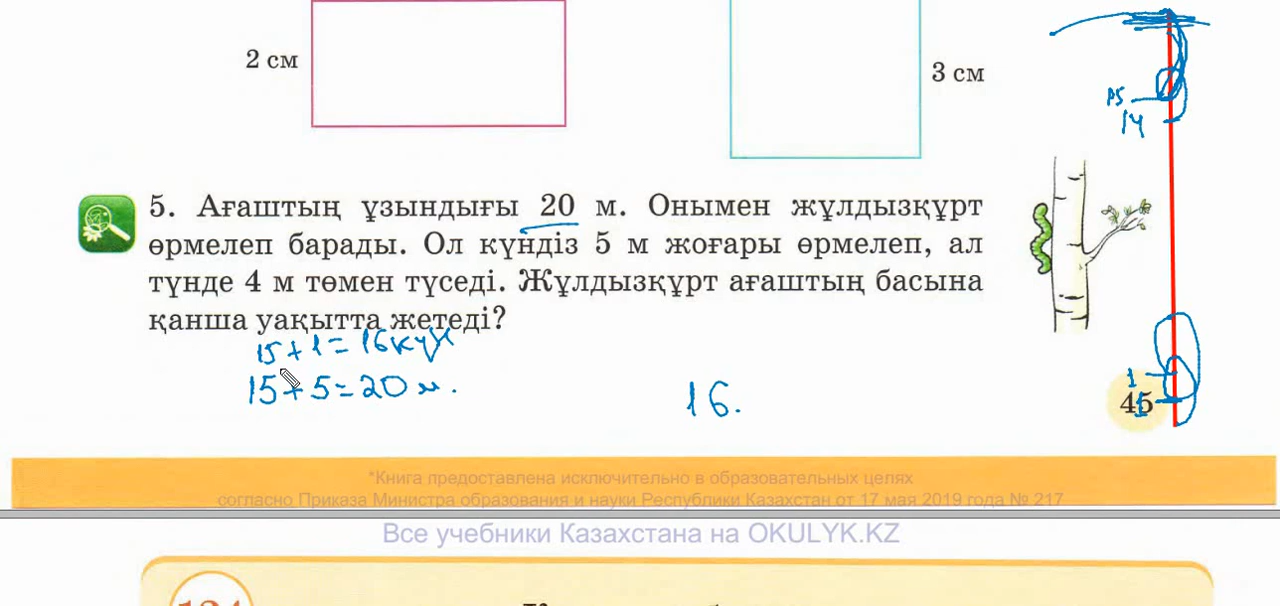 2 см
3 см
15
14
5. Ағаштың ұзындығы 20 м. Онымен жұлдызқұрт
өрмелеп барады. Ол күндіз 5 м жоғары өрмелеп, ал
түнде 4 м төмен түседі. Жұлдызқұрт ағаштың басына
қанша уақытта жетеді?
15+1=16күн
15+5=20 м.
16.
1
45
*Книга предоставлена исключительно в образовательных целях
согласно Приказа Министра образования и науки Республики Казахстан от 17 мая 2019 года № 217
Все учебники Казахстана на OKULYK.KZ